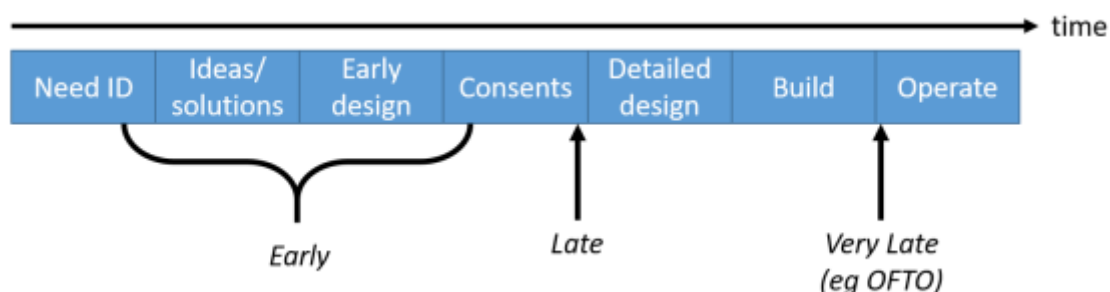 time
Need ID
Ideas/
solutions
Early
design
Consents
Detailed
design
Build
Operate
Early
Late
Very Late
(eg OFTO)